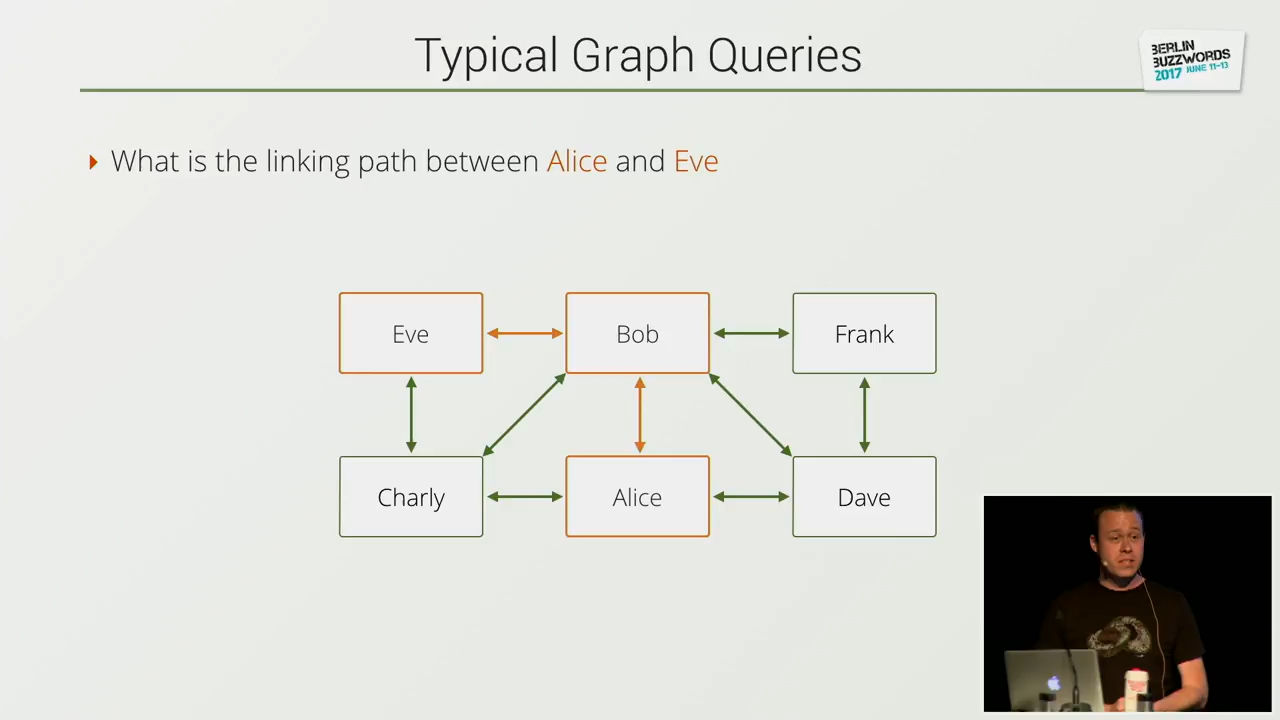 Typical Graph Queries
BERLIN
BUZZWORDS
2017 JUNE 11-13
What is the linking path between Alice and Eve
Eve
Bob
Frank
Charly
Alice
Dave